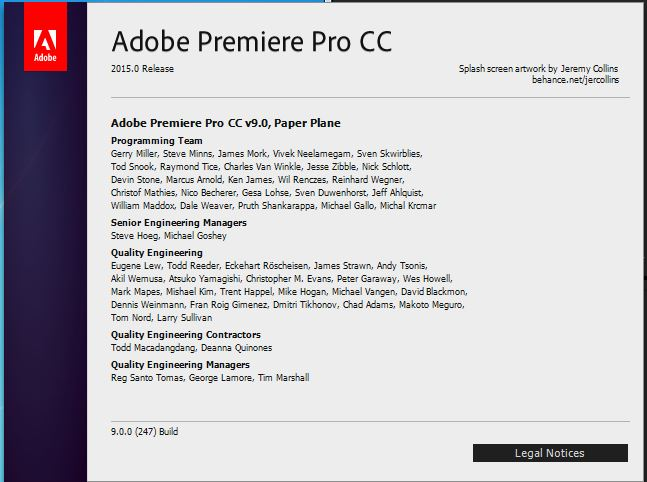 Adobe
Adobe Premiere Pro CC
2015.0 Release
Splash screen artwork by Jeremy Collins
behance.net/jercollins
Adobe Premiere Pro CC v9.0, Paper Plane
Programming Team
Gerry Miller, Steve Minns, James Mork, Vivek Neelamegam, Sven Skwirblies,
Tod Snook, Raymond Tice, Charles Van Winkle, Jesse Zibble, Nick Schlott,
Devin Stone, Marcus Arnold, Ken James, Wil Renczes, Reinhard Wegner,
Christof Mathies, Nico Becherer, Gesa Lohse, Sven Duwenhorst, Jeff Ahlquist,
William Maddox, Dale Weaver, Pruth Shankarappa, Michael Gallo, Michal Krcmar
Senior Engineering Managers
Steve Hoeg, Michael Goshey
Quality Engineering
Eugene Lew, Todd Reeder, Eckehart Röscheisen, James Strawn, Andy Tsonis,
Akil Wemusa, Atsuko Yamagishi, Christopher M. Evans, Peter Garaway, Wes Howell,
Mark Mapes, Mishael Kim, Trent Happel, Mike Hogan, Michael Vangen, David Blackmon,
Dennis Weinmann, Fran Roig Gimenez, Dmitri Tikhonov, Chad Adams, Makoto Meguro,
Tom Nord, Larry Sullivan
Quality Engineering Contractors
Todd Macadangdang, Deanna Quinones
Quality Engineering Managers
Reg Santo Tomas, George Lamore, Tim Marshall
9.0.0 (247) Build
Legal Notices